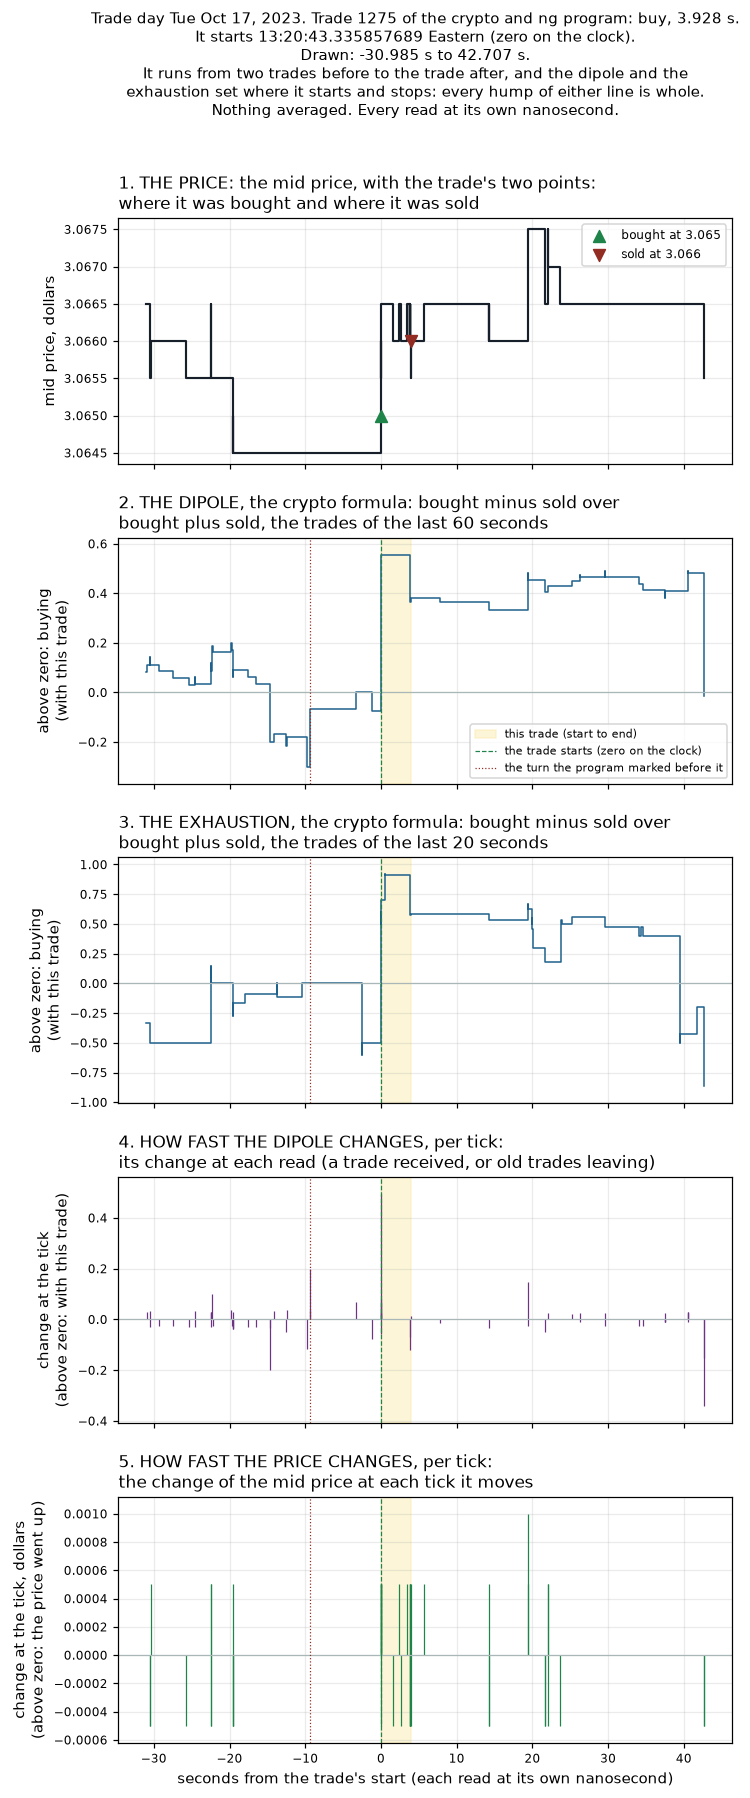 Trade day Tue Oct 17, 2023. Trade 1275 of the crypto and ng program: buy, 3.928 s.
It starts 13:20:43.335857689 Eastern (zero on the clock).
Drawn: -30.985 s to 42.707 s.
It runs from two trades before to the trade after, and the dipole and the
exhaustion set where it starts and stops: every hump of either line is whole.
Nothing averaged. Every read at its own nanosecond.
1. THE PRICE: the mid price, with the trade's two points:
where it was bought and where it was sold
3.0675
3.0670
3.0665
3.0660
3.0655
3.0650
3.0645
mid price, dollars
bought at 3.065
sold at 3.066
2. THE DIPOLE, the crypto formula: bought minus sold over
bought plus sold, the trades of the last 60 seconds
0.6
0.4
0.2
0.0
−0.2
above zero: buying
(with this trade)
this trade (start to end)
the trade starts (zero on the clock)
the turn the program marked before it
3. THE EXHAUSTION, the crypto formula: bought minus sold over
bought plus sold, the trades of the last 20 seconds
1.00
0.75
0.50
0.25
0.00
−0.25
−0.50
−0.75
−1.00
above zero: buying
(with this trade)
4. HOW FAST THE DIPOLE CHANGES, per tick:
its change at each read (a trade received, or old trades leaving)
0.4
0.2
0.0
−0.2
−0.4
change at the tick
(above zero: with this trade)
5. HOW FAST THE PRICE CHANGES, per tick:
the change of the mid price at each tick it moves
0.0010
0.0008
0.0006
0.0004
0.0002
0.0000
−0.0002
−0.0004
−0.0006
change at the tick, dollars
(above zero: the price went up)
−30
−20
−10
0
10
20
30
40
seconds from the trade's start (each read at its own nanosecond)